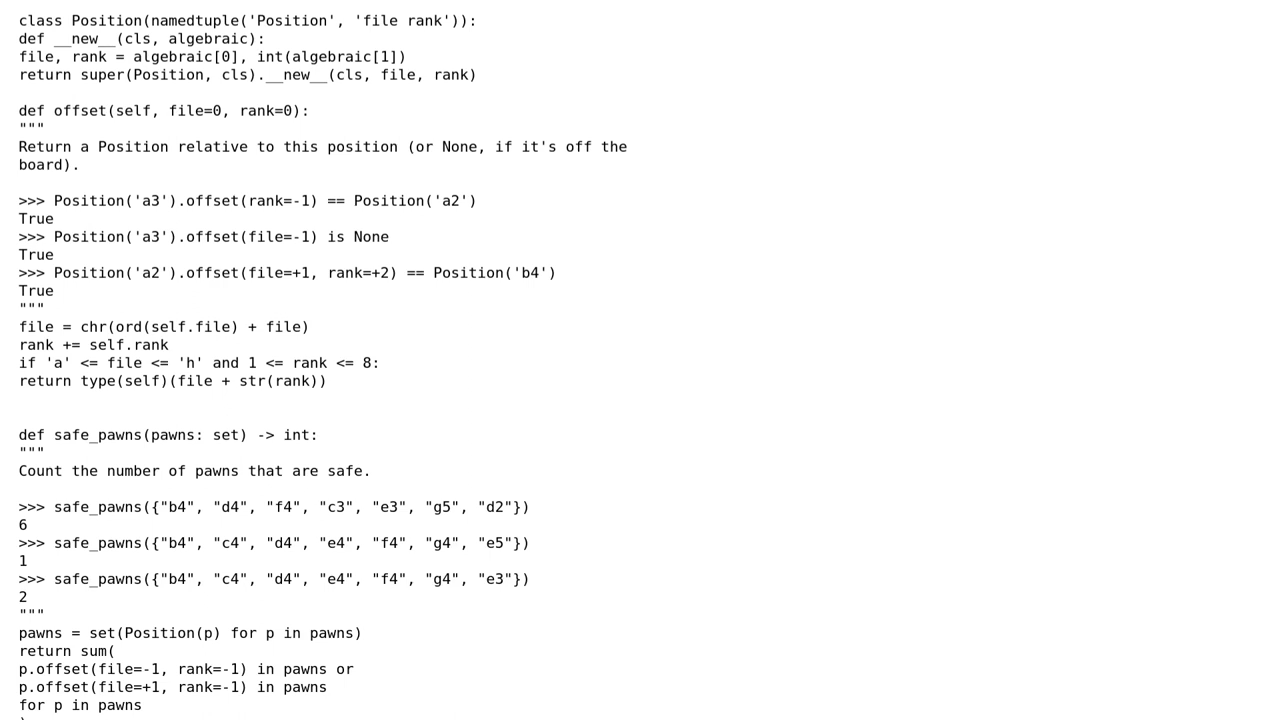 class Position(namedtuple('Position', 'file rank')):
def __new__(cls, algebraic):
file, rank = algebraic[0], int(algebraic[1])
return super(Position, cls).__new__(cls, file, rank)

def offset(self, file=0, rank=0):
"""
Return a Position relative to this position (or None, if it's off the
board).

>>> Position('a3').offset(rank=-1) == Position('a2')
True
>>> Position('a3').offset(file=-1) is None
True
>>> Position('a2').offset(file=+1, rank=+2) == Position('b4')
True
"""
file = chr(ord(self.file) + file)
rank += self.rank
if 'a' <= file <= 'h' and 1 <= rank <= 8:
return type(self)(file + str(rank))


def safe_pawns(pawns: set) -> int:
"""
Count the number of pawns that are safe.

>>> safe_pawns({"b4", "d4", "f4", "c3", "e3", "g5", "d2"})
6
>>> safe_pawns({"b4", "c4", "d4", "e4", "f4", "g4", "e5"})
1
>>> safe_pawns({"b4", "c4", "d4", "e4", "f4", "g4", "e3"})
2
"""
pawns = set(Position(p) for p in pawns)
return sum(
p.offset(file=-1, rank=-1) in pawns or
p.offset(file=+1, rank=-1) in pawns
for p in pawns